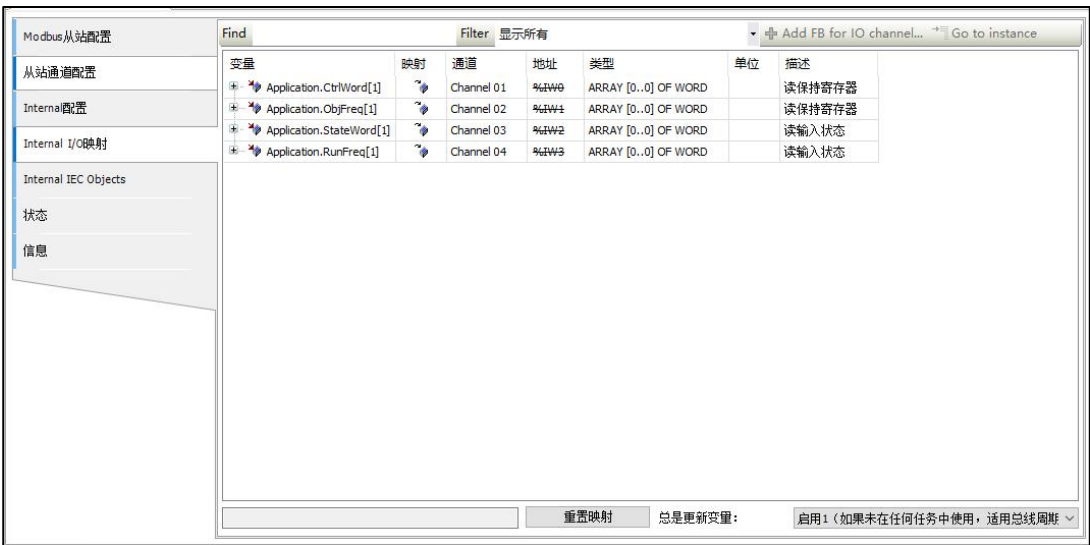 Modbus从站配置
从站通道配置
Internal配置
Internal I/O映射
Internal IEC Objects
状态
信息
Find Filter 显示所有 Add FB for IO channel... Go to instance
变量 映射 通道 地址 类型 单位 描述
Application.CtrlWord[1] Channel 01 %IW0 ARRAY [0..0] OF WORD 读保持寄存器
Application.ObjFreq[1] Channel 02 %IW1 ARRAY [0..0] OF WORD 读保持寄存器
Application.StateWord[1] Channel 03 %IW2 ARRAY [0..0] OF WORD 读输入状态
Application.RunFreq[1] Channel 04 %IW3 ARRAY [0..0] OF WORD 读输入状态
重置映射 总是更新变量: 启用1（如果未在任何任务中使用，适用总线周期